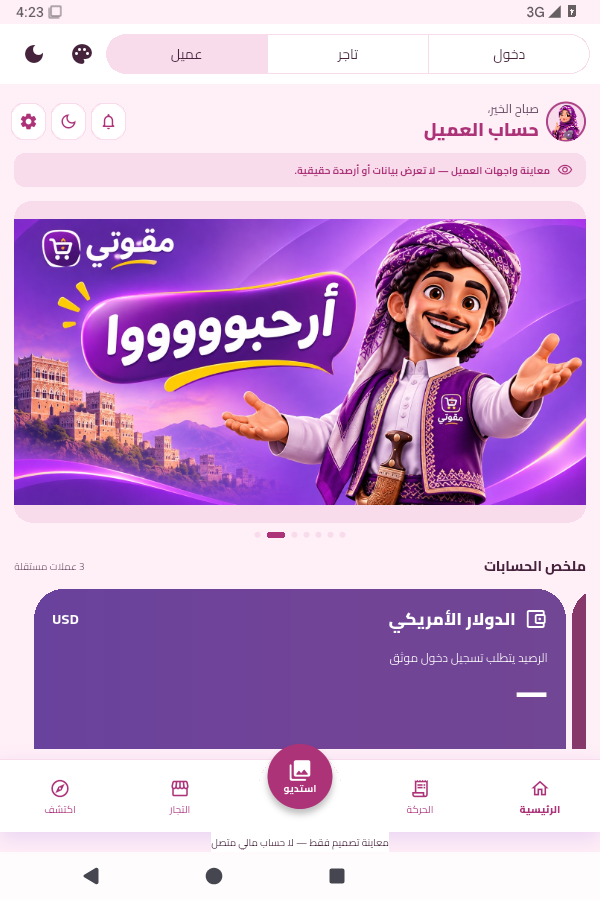 4:23
3G
دخول
تاجر
عميل
صباح الخير،
حساب العميل
معاينة واجهات العميل — لا تعرض بيانات أو أرصدة حقيقية.
مقوتي
أرحبووووووا
مقوتي
ملخص الحسابات
3 عملات مستقلة
الدولار الأمريكي
USD
الرصيد يتطلب تسجيل دخول موثق
—
الرئيسية
الحركة
استديو
التجار
اكتشف
معاينة تصميم فقط — لا حساب مالي متصل